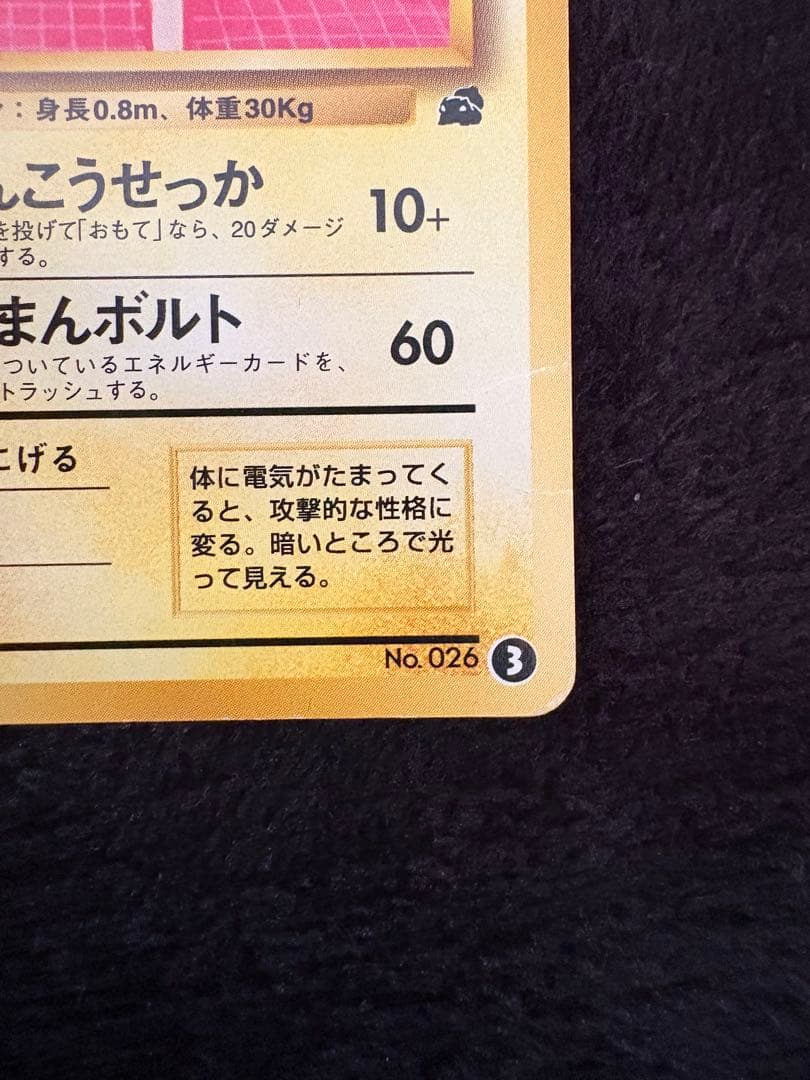 ：身長0.8m、体重30Kg
んこうせっか 10+
を投げて「おもて」なら、20ダメージ
する。
まんボルト 60
ついているエネルギーカードを、
トラッシュする。
にげる
体に電気がたまってく
ると、攻撃的な性格に
変る。暗いところで光
って見える。
No. 026 3